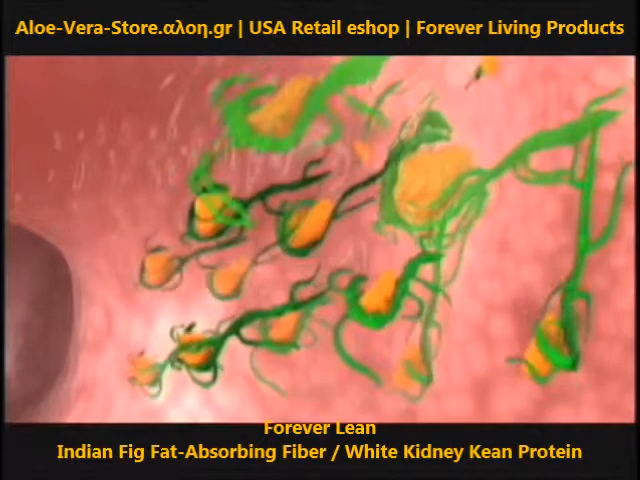 Aloe-Vera-Store.αλοη.gr | USA Retail eshop | Forever Living Products
Forever Lean
Indian Fig Fat-Absorbing Fiber / White Kidney Kean Protein